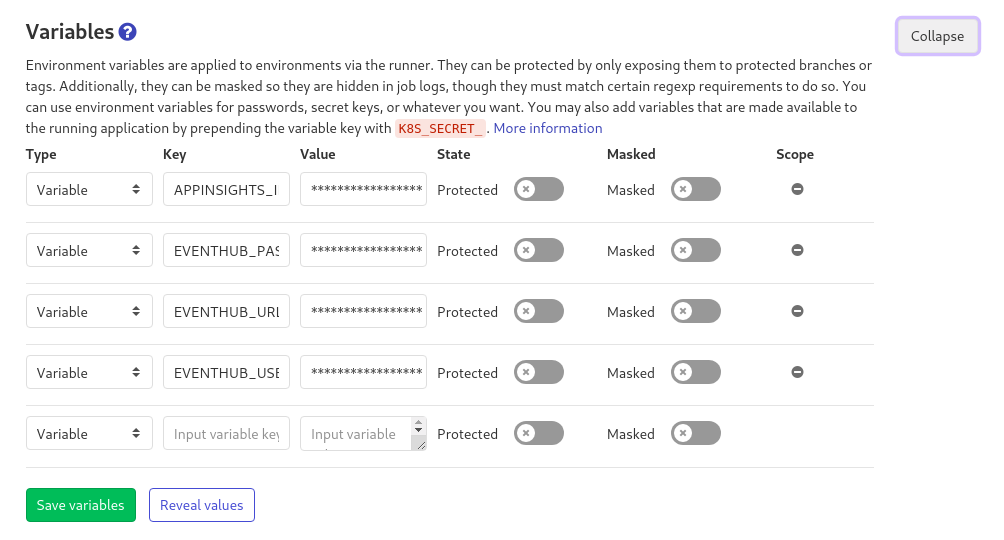 Variables ?
Collapse
Environment variables are applied to environments via the runner. They can be protected by only exposing them to protected branches or
tags. Additionally, they can be masked so they are hidden in job logs, though they must match certain regexp requirements to do so. You
can use environment variables for passwords, secret keys, or whatever you want. You may also add variables that are made available to
the running application by prepending the variable key with K8S_SECRET_ . More information
Type Key Value State Masked Scope
Variable APPINSIGHTS_I ***************** Protected Masked
Variable EVENTHUB_PAS ***************** Protected Masked
Variable EVENTHUB_URL ***************** Protected Masked
Variable EVENTHUB_USE ***************** Protected Masked
Variable Input variable key Input variable Protected Masked
Save variables Reveal values